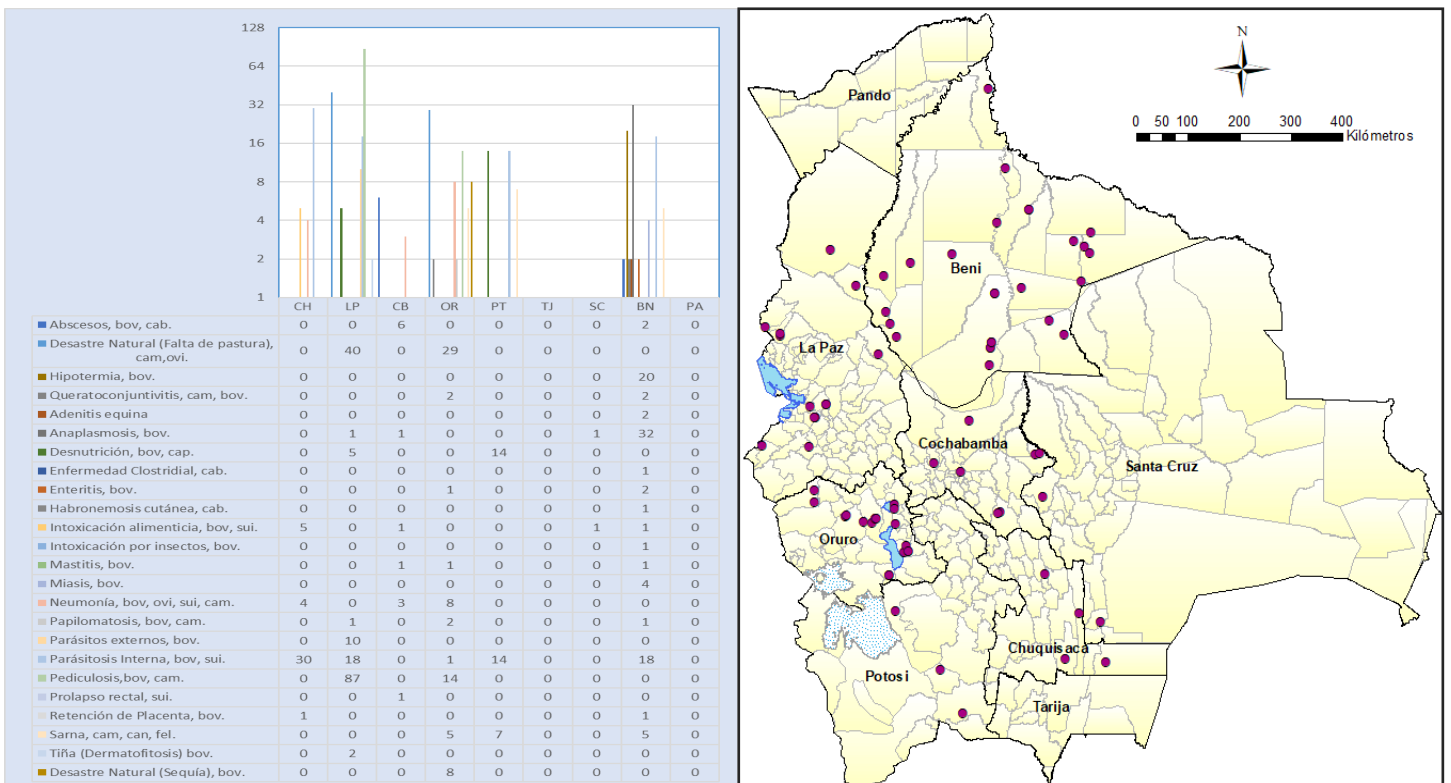 128
64
32
16
8
4
2
1
CH LP CB OR PT TJ SC BN PA
Abscesos, bov, cab. 0 0 6 0 0 0 0 2 0
Desastre Natural (Falta de pastura),
cam,ovi. 0 40 0 29 0 0 0 0 0
Hipotermia, bov. 0 0 0 0 0 0 0 20 0
Queratoconjuntivitis, cam, bov. 0 0 0 2 0 0 0 2 0
Adenitis equina 0 0 0 0 0 0 0 2 0
Anaplasmosis, bov. 0 1 1 0 0 0 1 32 0
Desnutrición, bov, cap. 0 5 0 0 14 0 0 0 0
Enfermedad Clostridial, cab. 0 0 0 0 0 0 0 1 0
Enteritis, bov. 0 0 0 1 0 0 0 2 0
Habronemosis cutánea, cab. 0 0 0 0 0 0 0 1 0
Intoxicación alimenticia, bov, sui. 5 0 1 0 0 0 1 1 0
Intoxicación por insectos, bov. 0 0 0 0 0 0 0 1 0
Mastitis, bov. 0 0 1 1 0 0 0 1 0
Miasis, bov. 0 0 0 0 0 0 0 4 0
Neumonía, bov, ovi, sui, cam. 4 0 3 8 0 0 0 0 0
Papilomatosis, bov, cam. 0 1 0 2 0 0 0 1 0
Parásitos externos, bov. 0 10 0 0 0 0 0 0 0
Parásitosis Interna, bov, sui. 30 18 0 1 14 0 0 18 0
Pediculosis,bov, cam. 0 87 0 14 0 0 0 0 0
Prolapso rectal, sui. 0 0 1 0 0 0 0 0 0
Retención de Placenta, bov. 1 0 0 0 0 0 0 1 0
Sarna, cam, can, fel. 0 0 0 5 7 0 0 5 0
Tiña (Dermatofitosis) bov. 0 2 0 0 0 0 0 0 0
Desastre Natural (Sequía), bov. 0 0 0 8 0 0 0 0 0
N
0 50 100 200 300 400
Kilómetros
Pando
Beni
La Paz
Cochabamba
Santa Cruz
Oruro
Chuquisaca
Potosi
Tarija